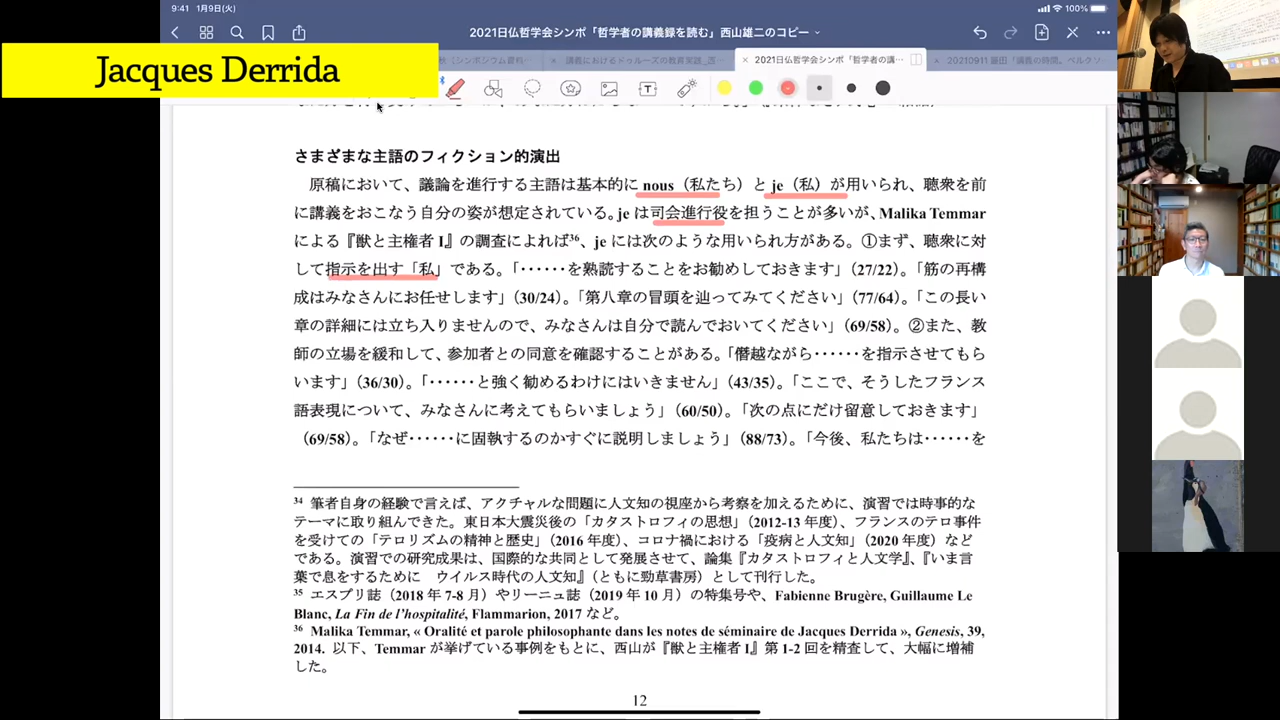 9:41 1月9日(火)
100%
2021日仏哲学会シンポ「哲学者の講義録を読む」西山雄二のコピー
Jacques Derrida
講義におけるドゥルーズの教育実践_西…
2021日仏哲学会シンポ「哲学者の講…
さまざまな主語のフィクション的演出
原稿において、議論を進行する主語は基本的に nous（私たち）と je（私）が用いられ、聴衆を前
に講義をおこなう自分の姿が想定されている。je は司会進行役を担うことが多いが、Malika Temmar
による『獣と主権者 I』の調査によれば36、je には次のような用いられ方がある。①まず、聴衆に対
して指示を出す「私」である。「‥‥‥を熟読することをお勧めしておきます」（27/22）。「筋の再構
成はみなさんにお任せします」（30/24）。「第八章の冒頭を辿ってみてください」（77/64）。「この長い
章の詳細には立ち入りませんので、みなさんは自分で読んでおいてください」（69/58）。②また、教
師の立場を緩和して、参加者との同意を確認することがある。「僭越ながら‥‥‥を指示させてもら
います」（36/30）。「‥‥‥と強く勧めるわけにはいきません」（43/35）。「ここで、そうしたフランス
語表現について、みなさんに考えてもらいましょう」（60/50）。「次の点にだけ留意しておきます」
（69/58）。「なぜ‥‥‥に固執するのかすぐに説明しましょう」（88/73）。「今後、私たちは‥‥‥を
34 筆者自身の経験で言えば、アクチャルな問題に人文知の視座から考察を加えるために、演習では時事的な
テーマに取り組んできた。東日本大震災後の「カタストロフィの思想」（2012-13 年度）、フランスのテロ事件
を受けての「テロリズムの精神と歴史」（2016 年度）、コロナ禍における「疫病と人文知」（2020 年度）など
である。演習での研究成果は、国際的な共同として発展させて、論集『カタストロフィと人文学』、『いま言
葉で息をするために　ウイルス時代の人文知』（ともに勁草書房）として刊行した。
35 エスプリ誌（2018 年 7-8 月）やリーニュ誌（2019 年 10 月）の特集号や、Fabienne Brugère, Guillaume Le
Blanc, La Fin de l’hospitalité, Flammarion, 2017 など。
36 Malika Temmar, « Oralité et parole philosophante dans les notes de séminaire de Jacques Derrida », Genesis, 39,
2014. 以下、Temmar が挙げている事例をもとに、西山が『獣と主権者 I』第 1-2 回を精査して、大幅に増補
した。
12